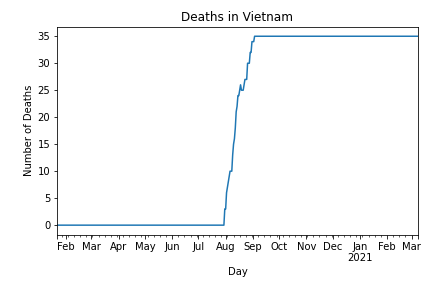 Deaths in Vietnam
Number of Deaths
35
30
25
20
15
10
5
0
Feb Mar Apr May Jun Jul Aug Sep Oct Nov Dec Jan Feb Mar
2021
Day